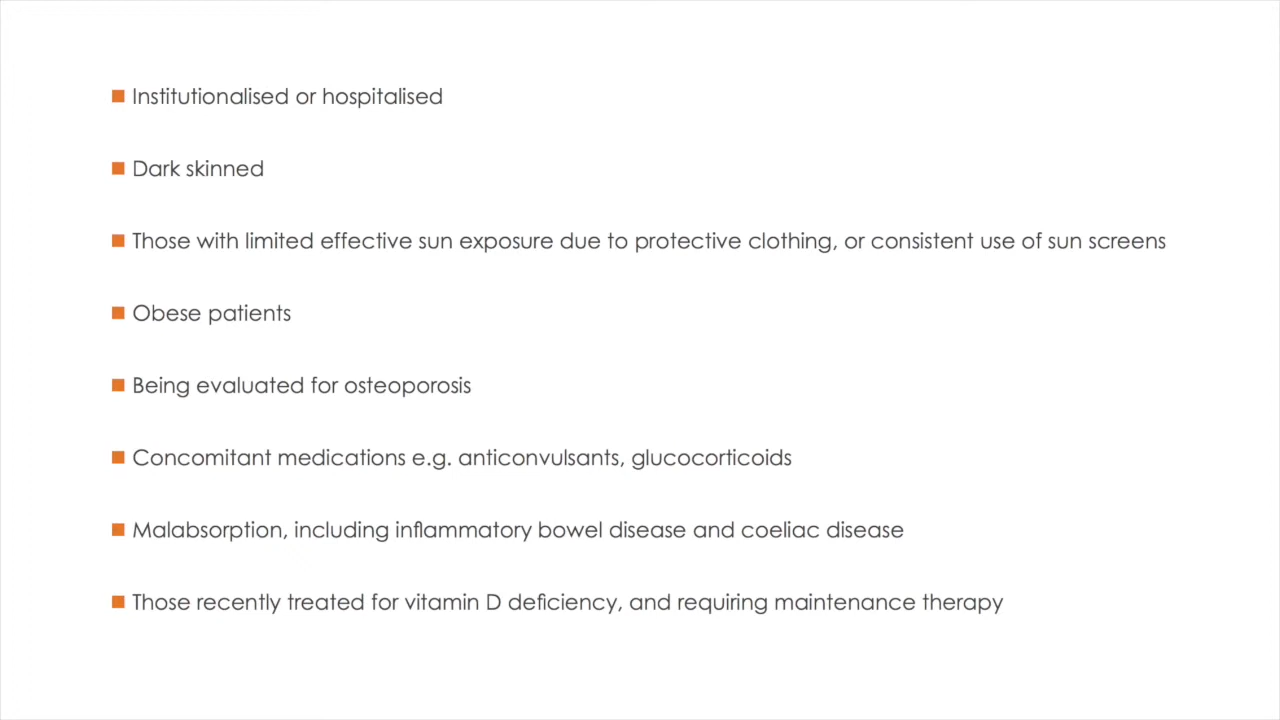 Institutionalised or hospitalised
Dark skinned
Those with limited effective sun exposure due to protective clothing, or consistent use of sun screens
Obese patients
Being evaluated for osteoporosis
Concomitant medications e.g. anticonvulsants, glucocorticoids
Malabsorption, including inflammatory bowel disease and coeliac disease
Those recently treated for vitamin D deficiency, and requiring maintenance therapy